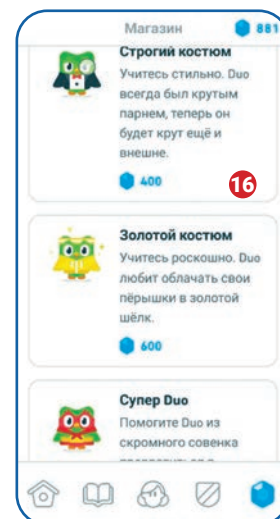 Магазин 881
Строгий костюм
Учитесь стильно. Duo
всегда был крутым
парнем, теперь он
будет крут ещё и
внешне.
400
16
Золотой костюм
Учитесь роскошно. Duo
любит облачать свои
пёрышки в золотой
шёлк.
600
Супер Duo
Помогите Duo из
скромного совенка